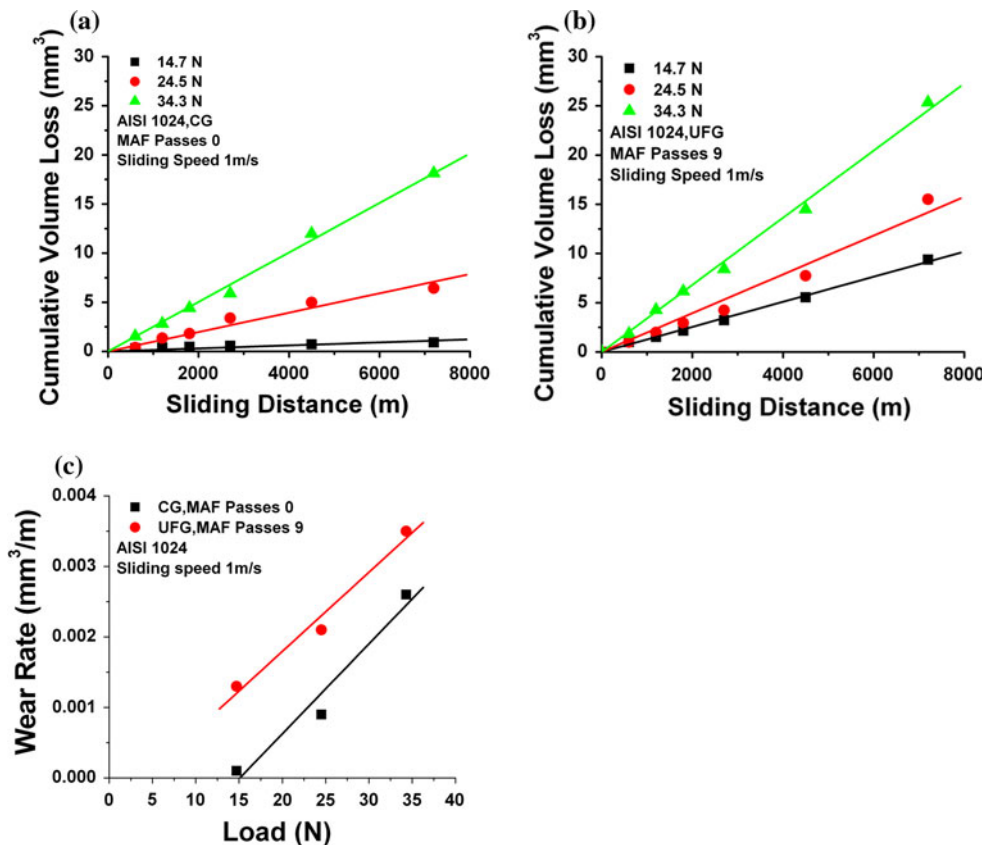 (a)
Cumulative Volume Loss (mm³)
30
25
20
15
10
5
0
14.7 N
24.5 N
34.3 N
AISI 1024,CG
MAF Passes 0
Sliding Speed 1m/s
0 2000 4000 6000 8000
Sliding Distance (m)
(b)
Cumulative Volume Loss (mm³)
30
25
20
15
10
5
0
14.7 N
24.5 N
34.3 N
AISI 1024,UFG
MAF Passes 9
Sliding Speed 1m/s
0 2000 4000 6000 8000
Sliding Distance (m)
(c)
Wear Rate (mm³/m)
0.004
0.003
0.002
0.001
0.000
CG,MAF Passes 0
UFG,MAF Passes 9
AISI 1024
Sliding speed 1m/s
0 5 10 15 20 25 30 35 40
Load (N)